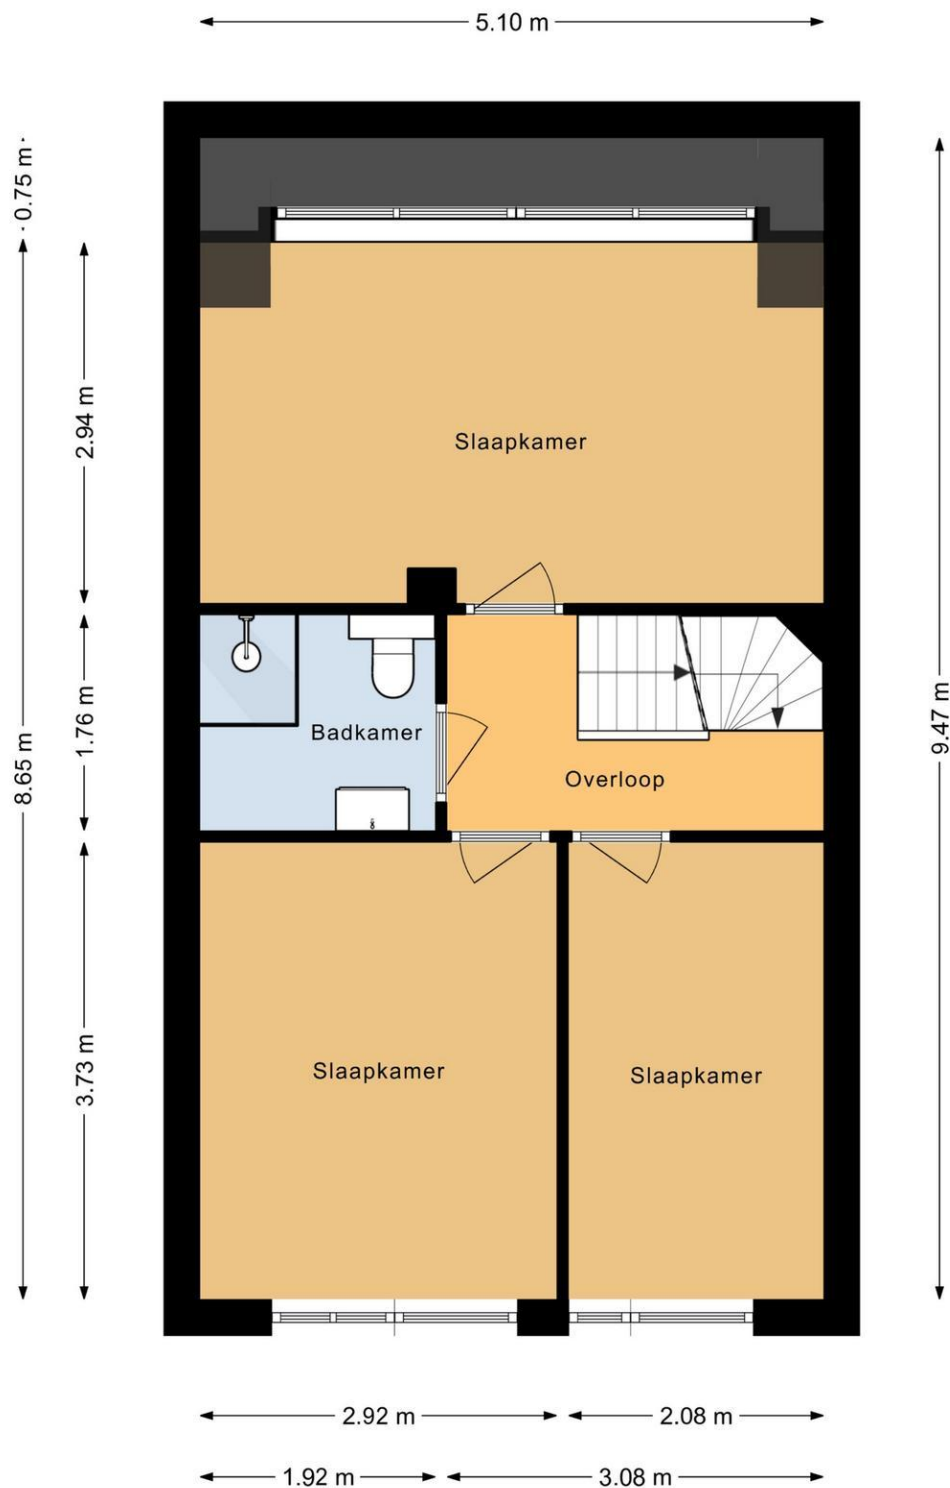 5.10 m
0.75 m
2.94 m
Slaapkamer
1.76 m
Badkamer
Overloop
8.65 m
9.47 m
3.73 m
Slaapkamer
Slaapkamer
2.92 m
2.08 m
1.92 m
3.08 m